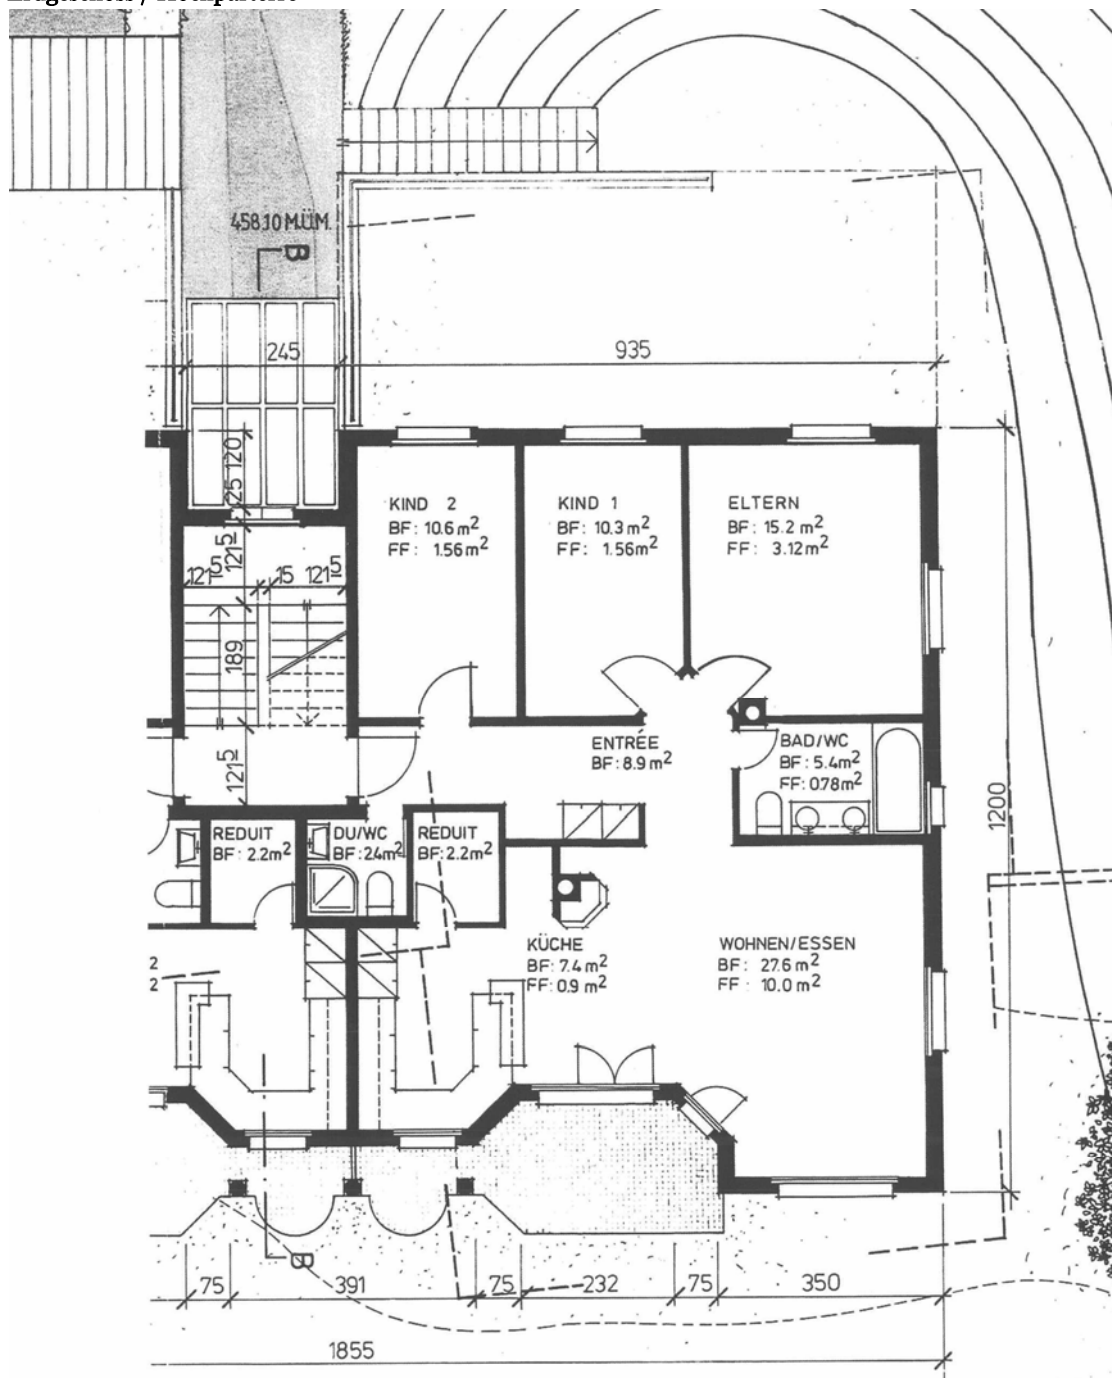 458.10 M.Ü.M.
B
245
935
120
25
121 5
121 5
15
121 5
189
121 5
KIND 2
BF: 10.6 m2
FF: 1.56 m2
KIND 1
BF: 10.3 m2
FF: 1.56 m2
ELTERN
BF: 15.2 m2
FF: 3.12 m2
ENTRÉE
BF: 8.9 m2
BAD/WC
BF: 5.4 m2
FF: 0.78 m2
1200
REDUIT
BF: 2.2 m2
DU/WC
BF: 2.4 m2
REDUIT
BF: 2.2 m2
KÜCHE
BF: 7.4 m2
FF: 0.9 m2
WOHNEN/ESSEN
BF: 27.6 m2
FF: 10.0 m2
2
2
B
75
391
75
232
75
350
1855